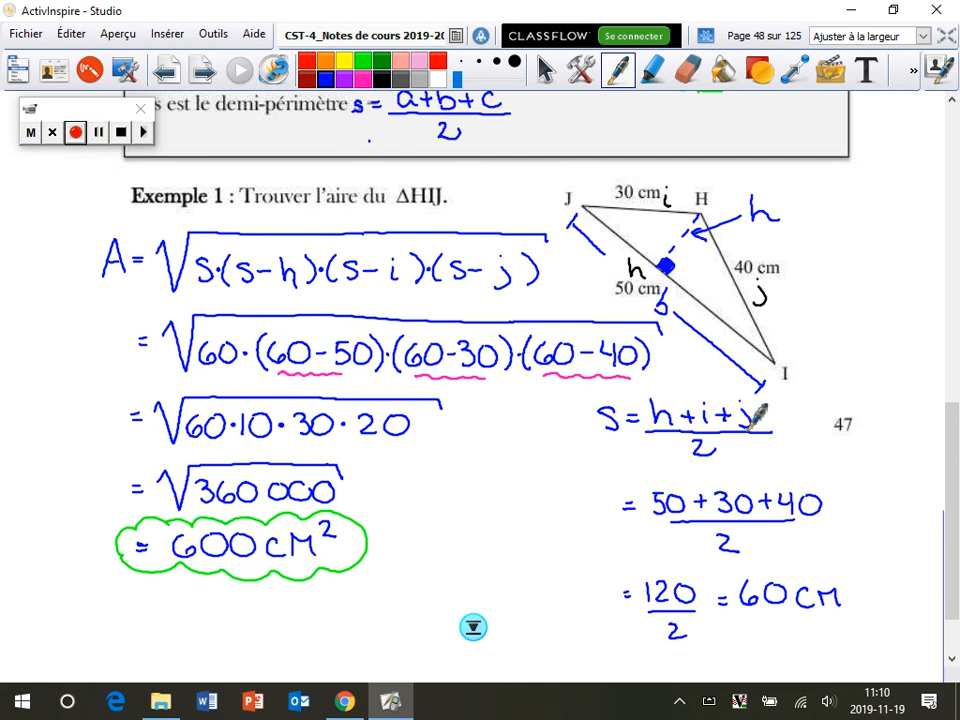 ActivInspire - Studio
Fichier Éditer Aperçu Insérer Outils Aide CST-4_Notes de cours 2019-20 CLASSFLOW Se connecter Page 48 sur 125 Ajuster à la largeur
T »
s est le demi-périmètre s = a+b+c / 2
M
Exemple 1 : Trouver l'aire du ΔHIJ.
J 30 cm i H
h
A = √s·(s-h)·(s-i)·(s-j)
h
50 cm
b
40 cm
j
I
= √60·(60-50)·(60-30)·(60-40)
= √60·10·30·20
= √360 000
= 600 CM²
s = h+i+j / 2
47
= 50+30+40 / 2
= 120 / 2 = 60 CM
11:10
2019-11-19